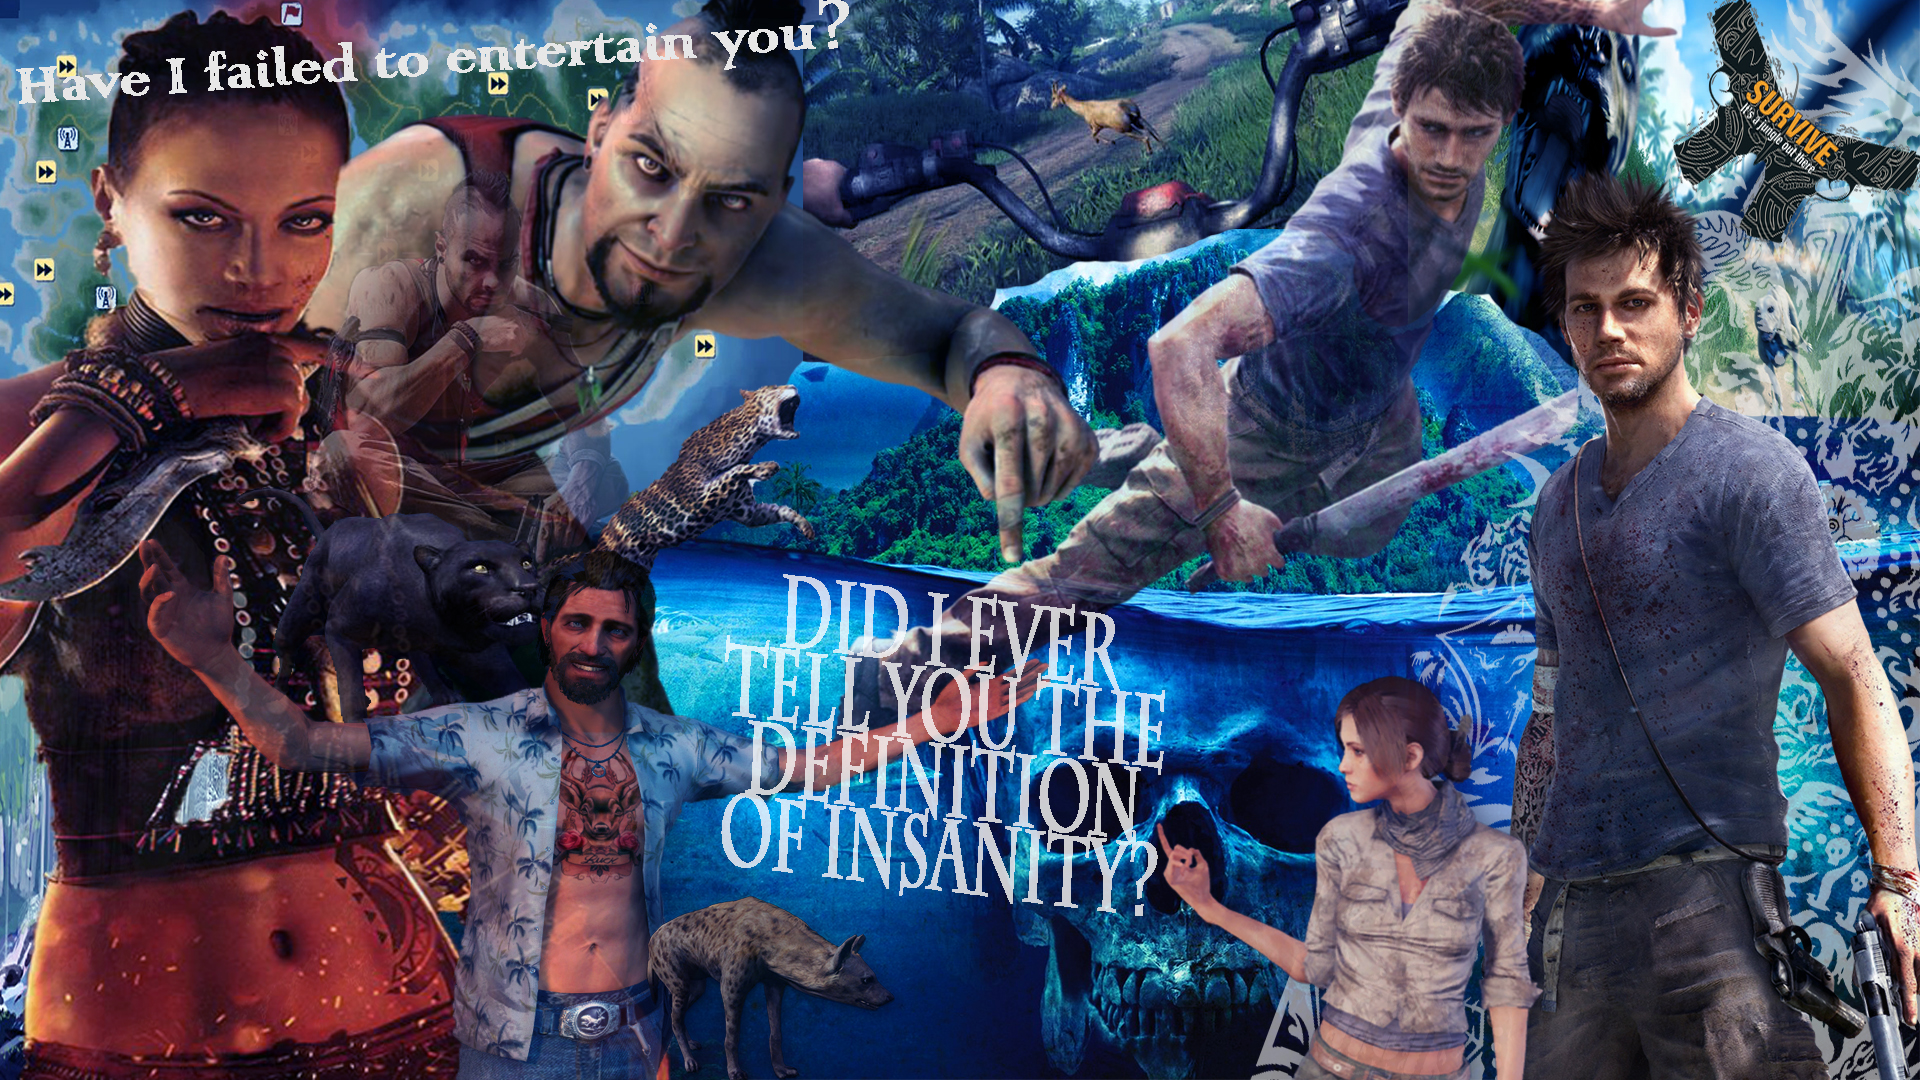 Have I failed to entertain you?
SURVIVE
It's a jungle out there
DID I EVER
TELL YOU THE
DEFINITION
OF INSANITY?